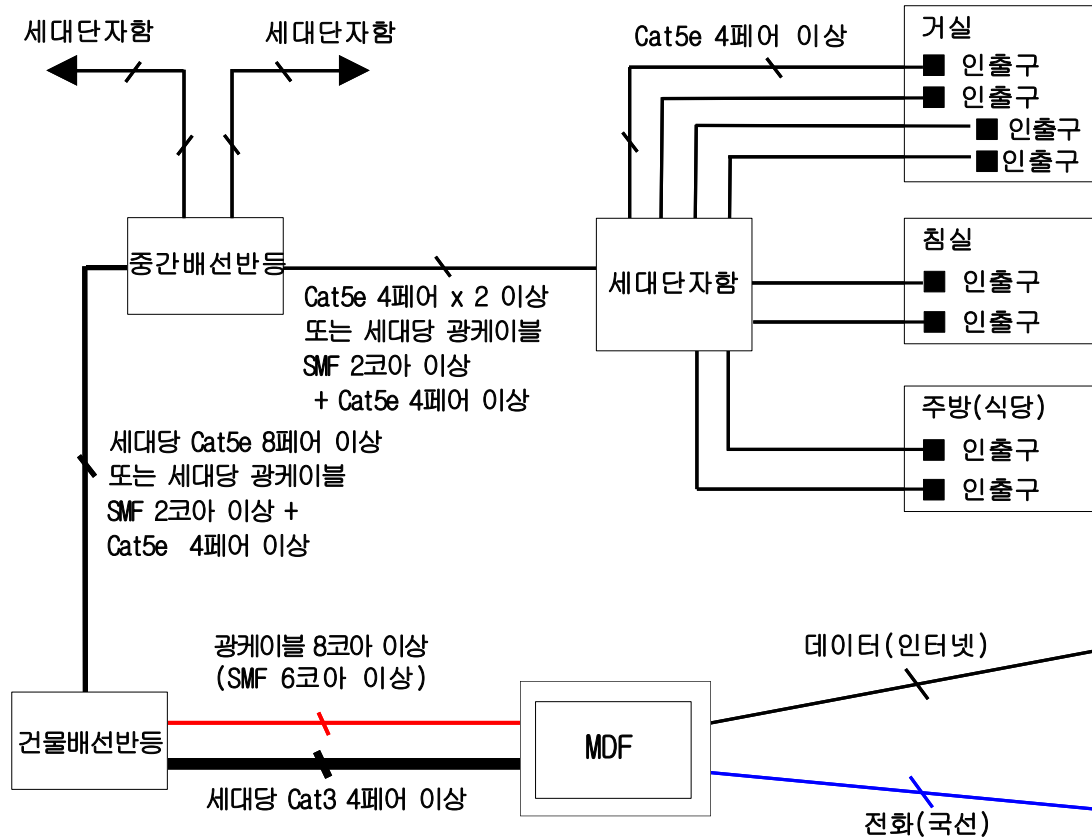 세대단자함
세대단자함
Cat5e 4페어 이상
거실
인출구
인출구
인출구
인출구
중간배선반등
세대단자함
침실
인출구
인출구
Cat5e 4페어 x 2 이상
또는 세대당 광케이블
SMF 2코아 이상
+ Cat5e 4페어 이상
주방(식당)
인출구
인출구
세대당 Cat5e 8페어 이상
또는 세대당 광케이블
SMF 2코아 이상 +
Cat5e 4페어 이상
광케이블 8코아 이상
(SMF 6코아 이상)
데이터(인터넷)
건물배선반등
MDF
세대당 Cat3 4페어 이상
전화(국선)